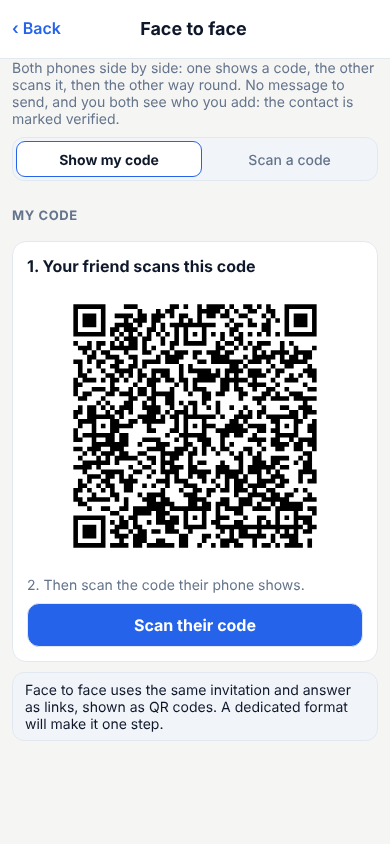 ‹ Back
Face to face
Both phones side by side: one shows a code, the other
scans it, then the other way round. No message to
send, and you both see who you add: the contact is
marked verified.
Show my code
Scan a code
MY CODE
1. Your friend scans this code
2. Then scan the code their phone shows.
Scan their code
Face to face uses the same invitation and answer
as links, shown as QR codes. A dedicated format
will make it one step.